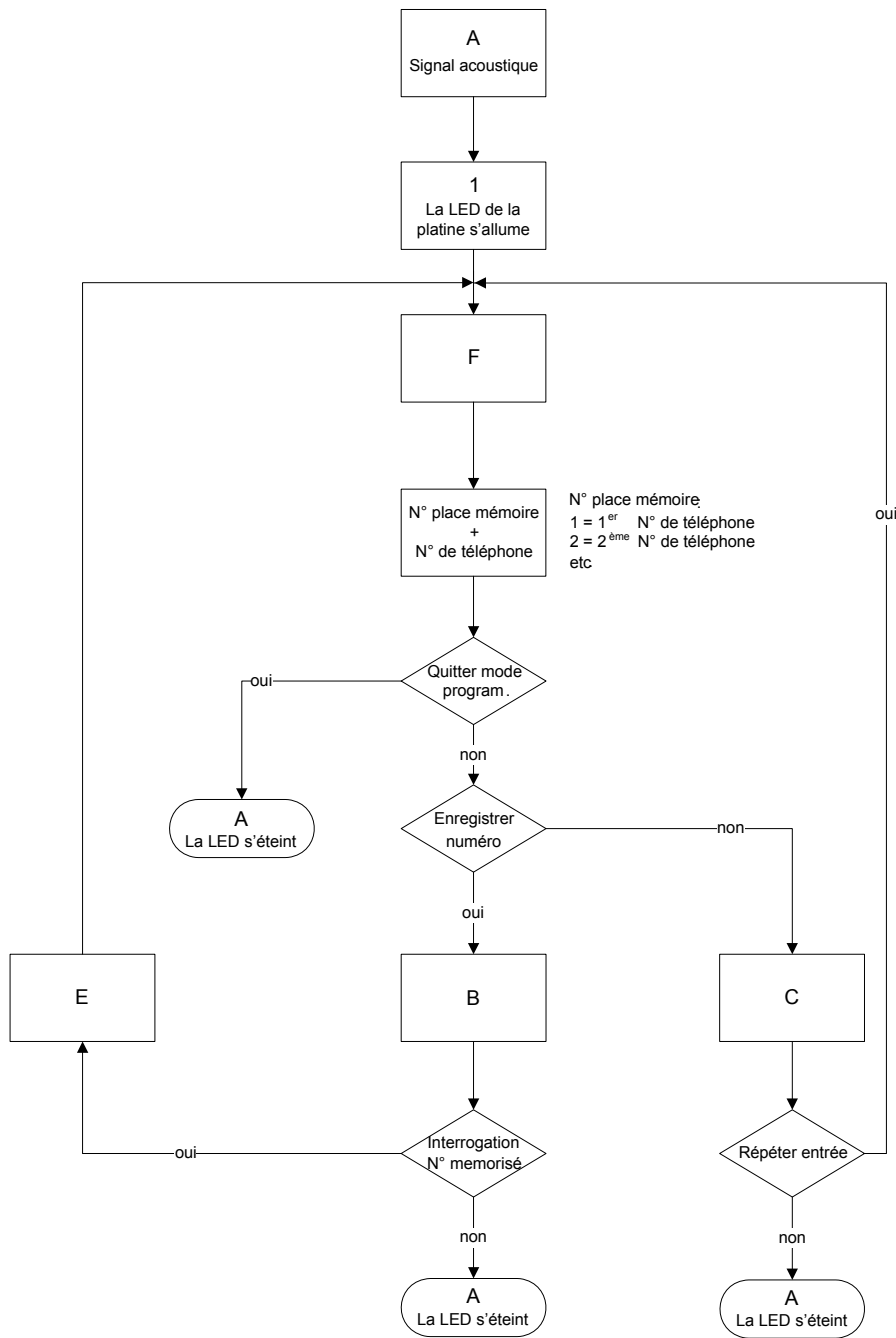 A
Signal acoustique
1
La LED de la
platine s'allume
F
N° place mémoire
+
N° de téléphone
N° place mémoire:
1 = 1er N° de téléphone
2 = 2ème N° de téléphone
etc
oui
Quitter mode
program.
oui
non
A
La LED s'éteint
Enregistrer
numéro
non
oui
E
B
C
oui
Interrogation
N° memorisé
Répéter entrée
non
non
A
La LED s'éteint
A
La LED s'éteint